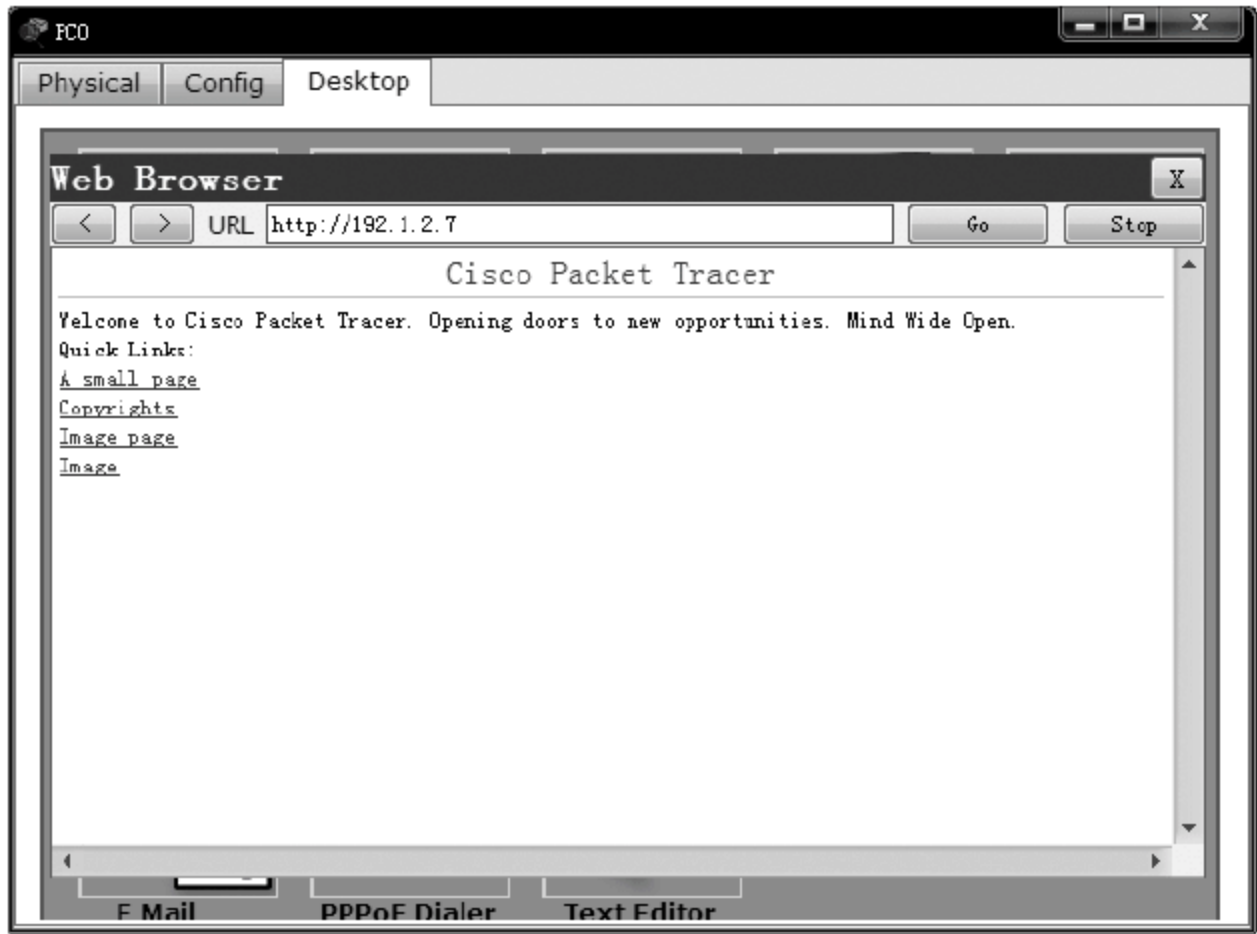 PC0
X
Physical Config Desktop
Web Browser
X
< > URL http://192.1.2.7 Go Stop
Cisco Packet Tracer
Welcome to Cisco Packet Tracer. Opening doors to new opportunities. Mind Wide Open.
Quick Links:
A small page
Copyrights
Image page
Image
E Mail PPPoE Dialer Text Editor